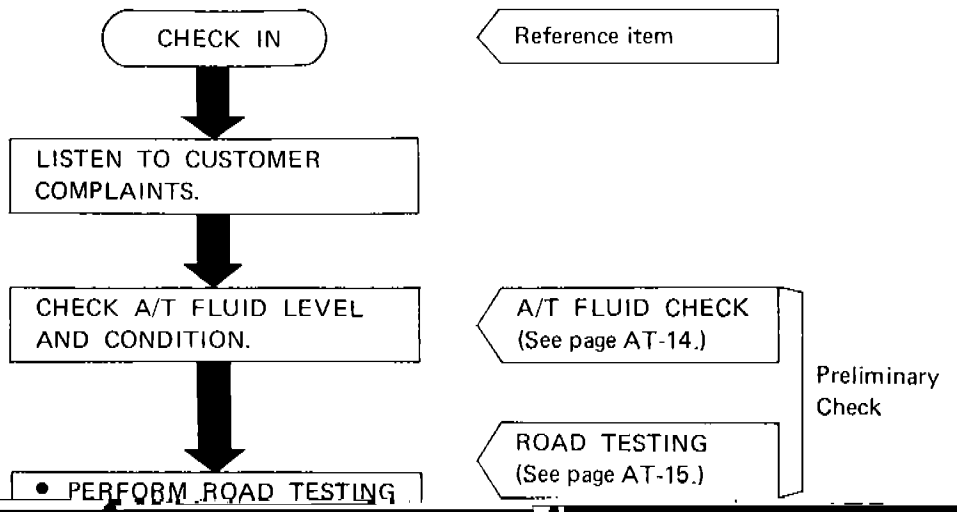 CHECK IN
Reference item
LISTEN TO CUSTOMER
COMPLAINTS.
CHECK A/T FLUID LEVEL
AND CONDITION.
A/T FLUID CHECK
(See page AT-14.)
Preliminary
Check
ROAD TESTING
(See page AT-15.)
• PERFORM ROAD TESTING